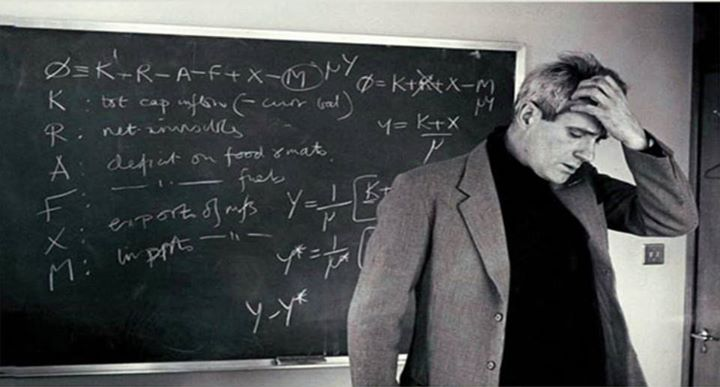 Ø ≡ K' + R − A − F + X − M μY
Ø = K + X + X − M
μY
K : tot cap inflow (− curr bal)
R : net invisibles
y = K + X / μ
A : deficit on food & mats.
F : — " — fuels
Y = 1/μ [K +
X : exports of mfs
M : imports — " —
y* = 1/μ* [
Y − Y*